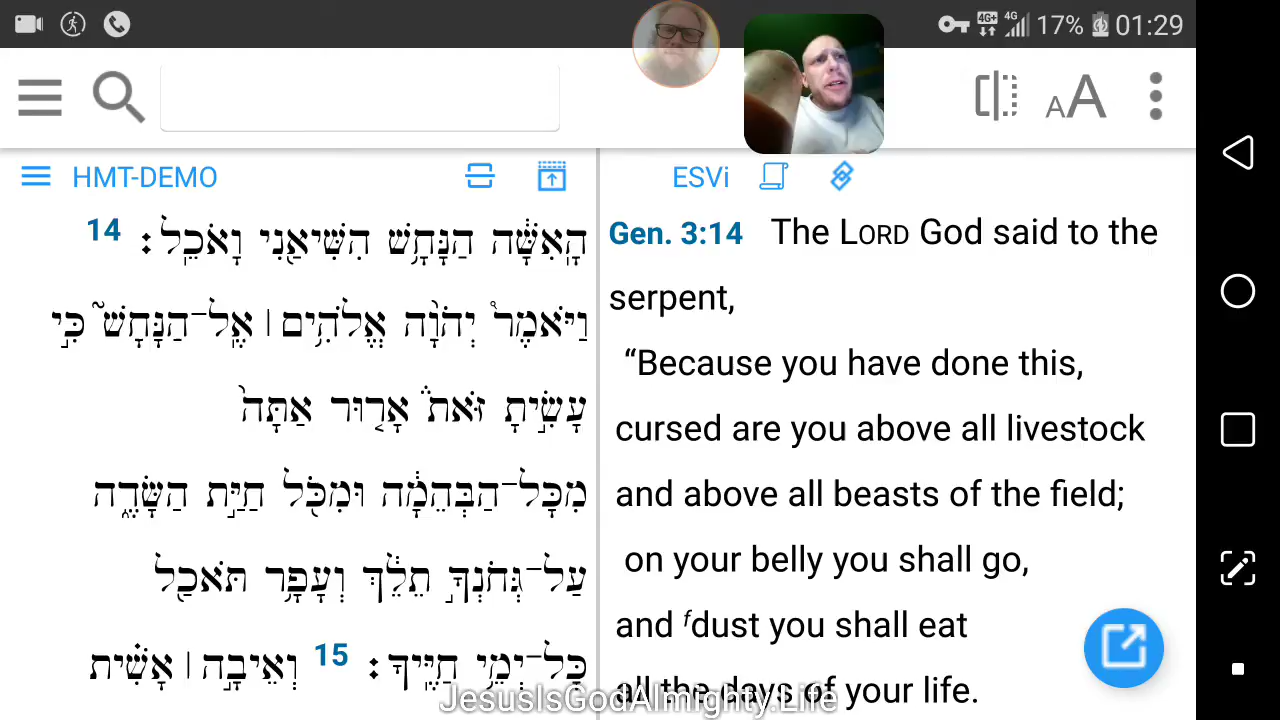 4G+ 4G 17% 01:29
A A
HMT-DEMO
ESVi
הָֽאִשָּׁ֔ה הַנָּחָ֥שׁ הִשִּׁיאַ֖נִי וָאֹכֵֽל׃ 14
וַיֹּאמֶר֩ יְהֹוָ֨ה אֱלֹהִ֥ים ׀ אֶֽל־הַנָּחָשׁ֮ כִּ֣י
עָשִׂ֣יתָ זֹּאת֒ אָר֤וּר אַתָּה֙
מִכׇּל־הַבְּהֵמָ֔ה וּמִכֹּ֖ל חַיַּ֣ת הַשָּׂדֶ֑ה
עַל־גְּחֹנְךָ֣ תֵלֵ֔ךְ וְעָפָ֥ר תֹּאכַ֖ל
כׇּל־יְמֵ֥י חַיֶּֽיךָ׃ 15 וְאֵיבָ֣ה ׀ אָשִׁ֗ית
Gen. 3:14 The LORD God said to the
serpent,
“Because you have done this,
cursed are you above all livestock
and above all beasts of the field;
on your belly you shall go,
and fdust you shall eat
all the days of your life.
JesusIsGodAlmighty.Life